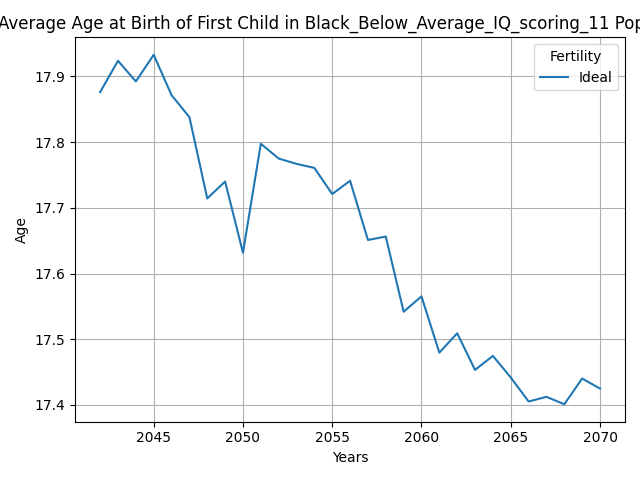 Average Age at Birth of First Child in Black_Below_Average_IQ_scoring_11 Pop
Fertility
Ideal
17.9
17.8
17.7
17.6
17.5
17.4
Age
2045 2050 2055 2060 2065 2070
Years